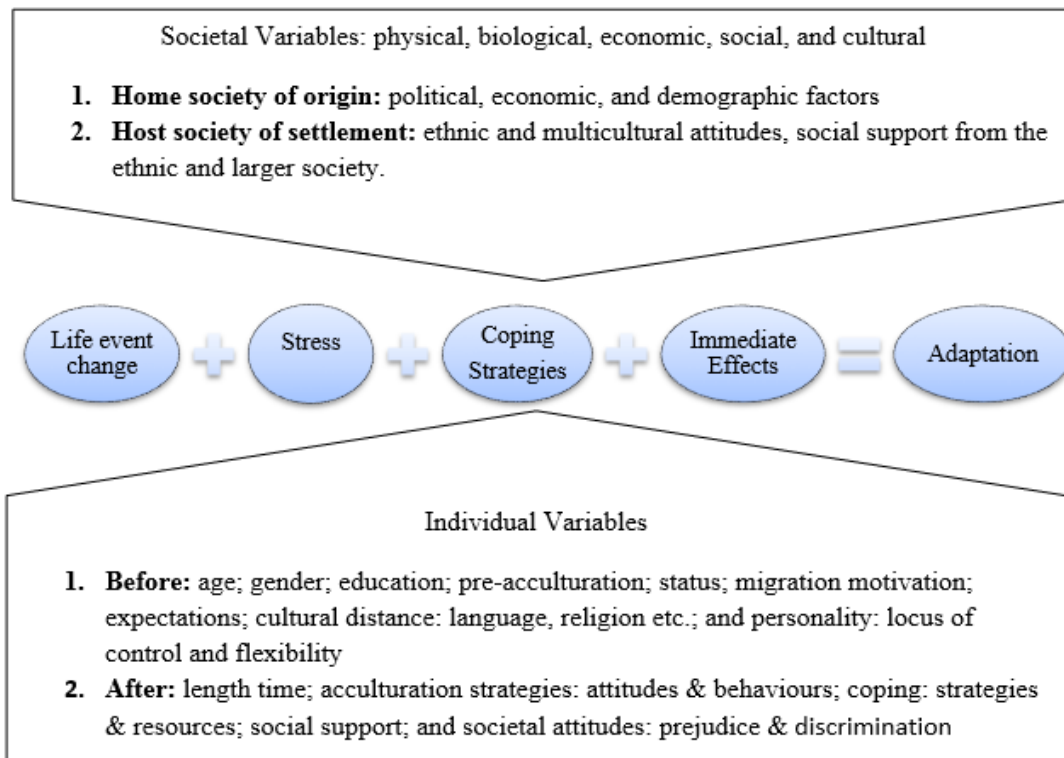 Societal Variables: physical, biological, economic, social, and cultural
1. Home society of origin: political, economic, and demographic factors
2. Host society of settlement: ethnic and multicultural attitudes, social support from the
ethnic and larger society.
Life event
change
+
Stress
+
Coping
Strategies
+
Immediate
Effects
=
Adaptation
Individual Variables
1. Before: age; gender; education; pre-acculturation; status; migration motivation;
expectations; cultural distance: language, religion etc.; and personality: locus of
control and flexibility
2. After: length time; acculturation strategies: attitudes & behaviours; coping: strategies
& resources; social support; and societal attitudes: prejudice & discrimination